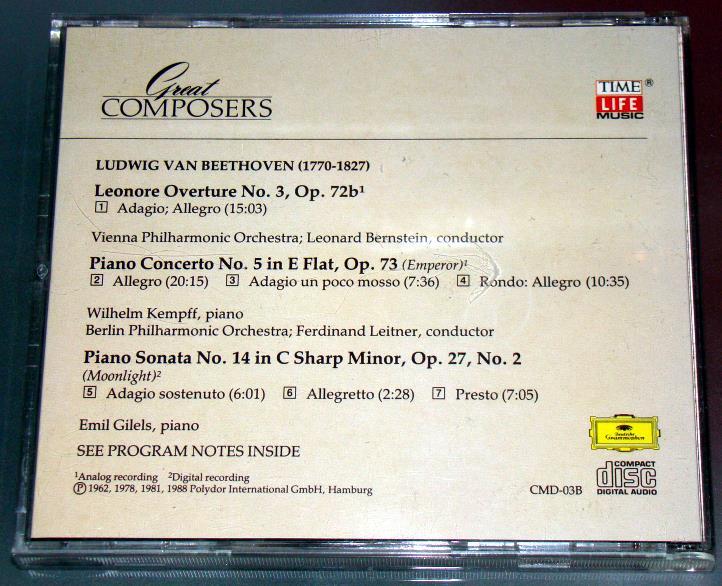 Great
COMPOSERS
TIME ®
LIFE
MUSIC
LUDWIG VAN BEETHOVEN (1770-1827)
Leonore Overture No. 3, Op. 72b¹
1 Adagio; Allegro (15:03)
Vienna Philharmonic Orchestra; Leonard Bernstein, conductor
Piano Concerto No. 5 in E Flat, Op. 73 (Emperor)¹
2 Allegro (20:15) 3 Adagio un poco mosso (7:36) 4 Rondo: Allegro (10:35)
Wilhelm Kempff, piano
Berlin Philharmonic Orchestra; Ferdinand Leitner, conductor
Piano Sonata No. 14 in C Sharp Minor, Op. 27, No. 2
(Moonlight)²
5 Adagio sostenuto (6:01) 6 Allegretto (2:28) 7 Presto (7:05)
Emil Gilels, piano
SEE PROGRAM NOTES INSIDE
¹Analog recording ²Digital recording
℗ 1962, 1978, 1981, 1988 Polydor International GmbH, Hamburg
CMD-03B
Deutsche
Grammophon
COMPACT
disc
DIGITAL AUDIO